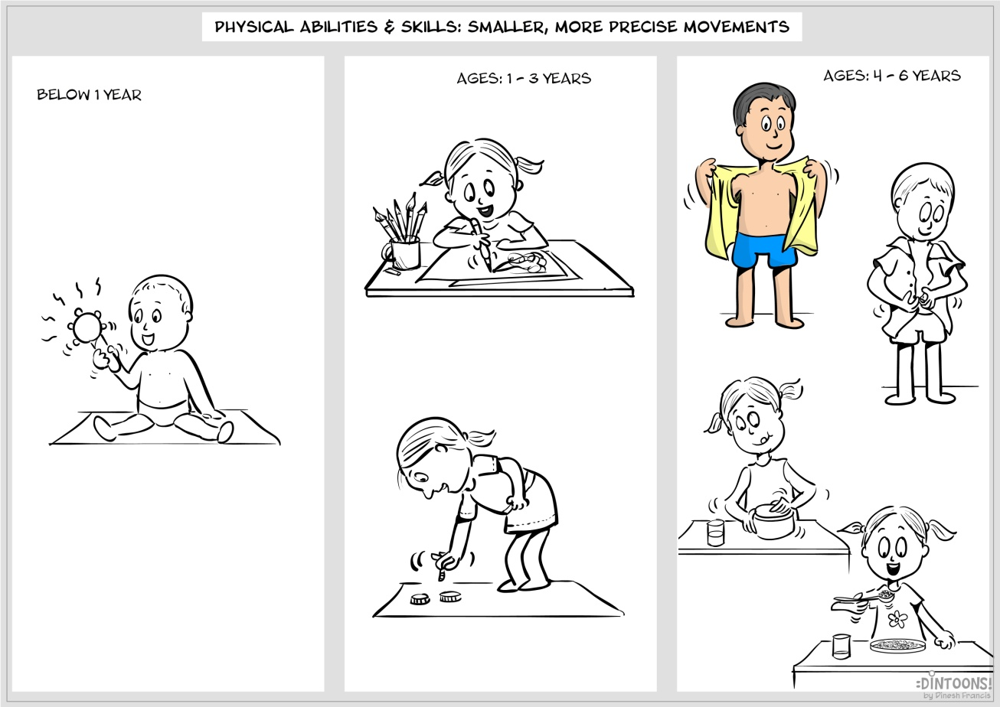 PHYSICAL ABILITIES & SKILLS: SMALLER, MORE PRECISE MOVEMENTS
BELOW 1 YEAR
AGES: 1 - 3 YEARS
AGES: 4 - 6 YEARS
:DINTOONS!
by Dinesh Francis